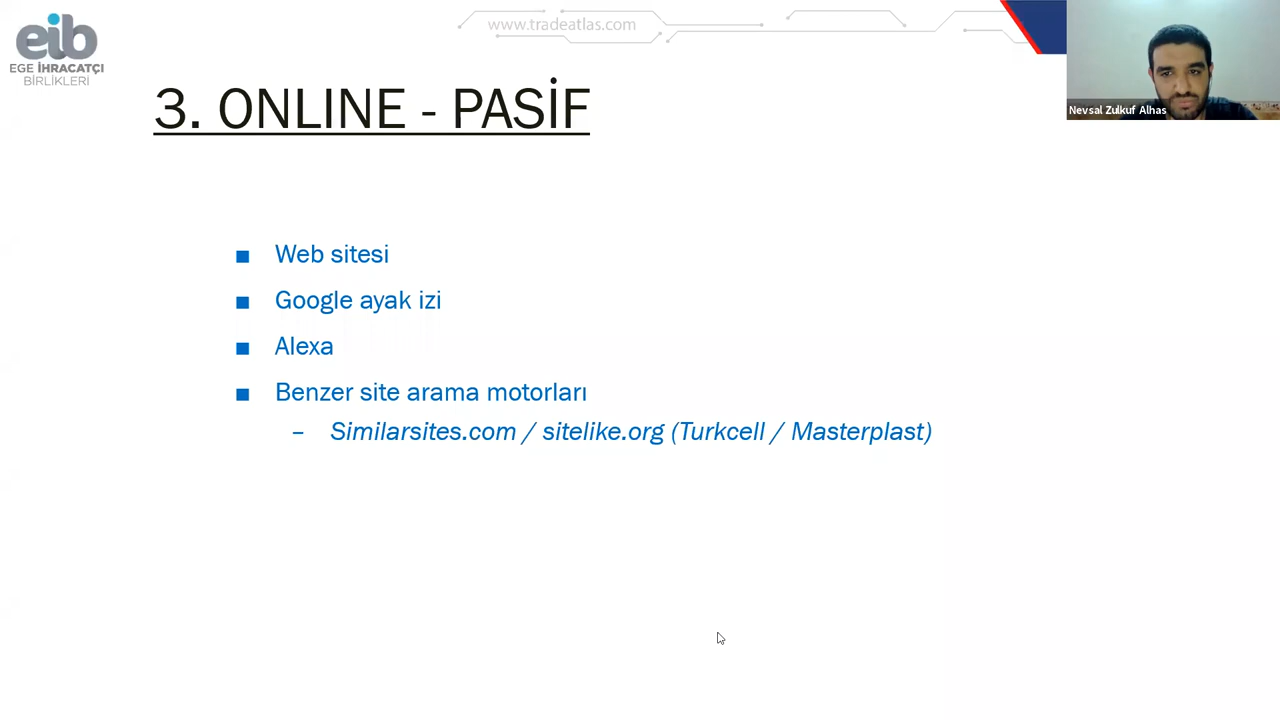 eib
EGE İHRACATÇI
BİRLİKLERİ
www.tradeatlas.com
Nevsal Zulkuf Alhas
3. ONLINE - PASİF
Web sitesi
Google ayak izi
Alexa
Benzer site arama motorları
– Similarsites.com / sitelike.org (Turkcell / Masterplast)